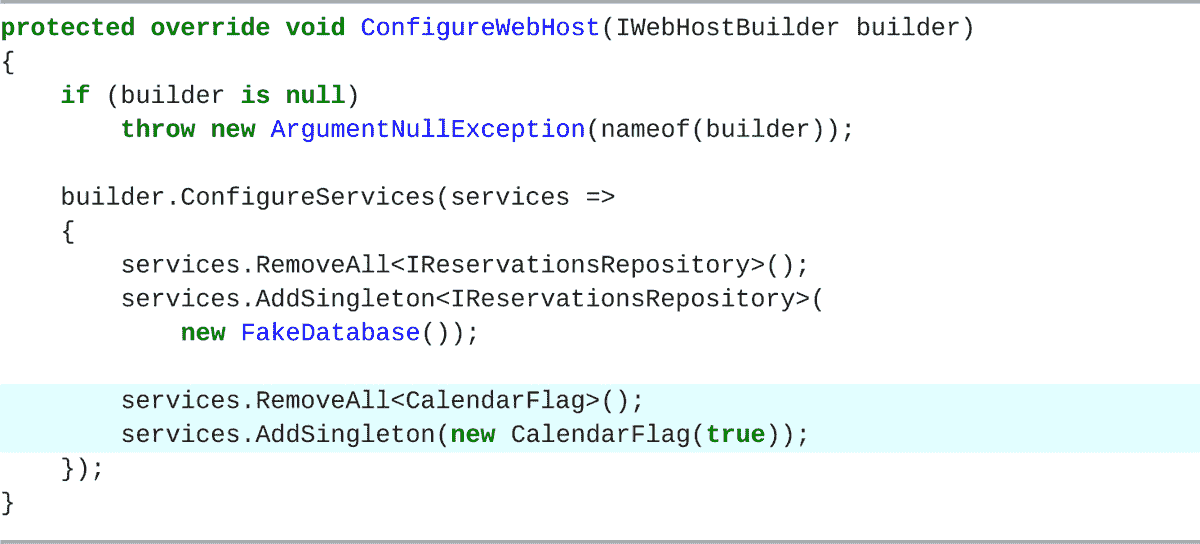 protected override void ConfigureWebHost(IWebHostBuilder builder)
{
    if (builder is null)
        throw new ArgumentNullException(nameof(builder));

    builder.ConfigureServices(services =>
    {
        services.RemoveAll<IReservationsRepository>();
        services.AddSingleton<IReservationsRepository>(
            new FakeDatabase());

        services.RemoveAll<CalendarFlag>();
        services.AddSingleton(new CalendarFlag(true));
    });
}